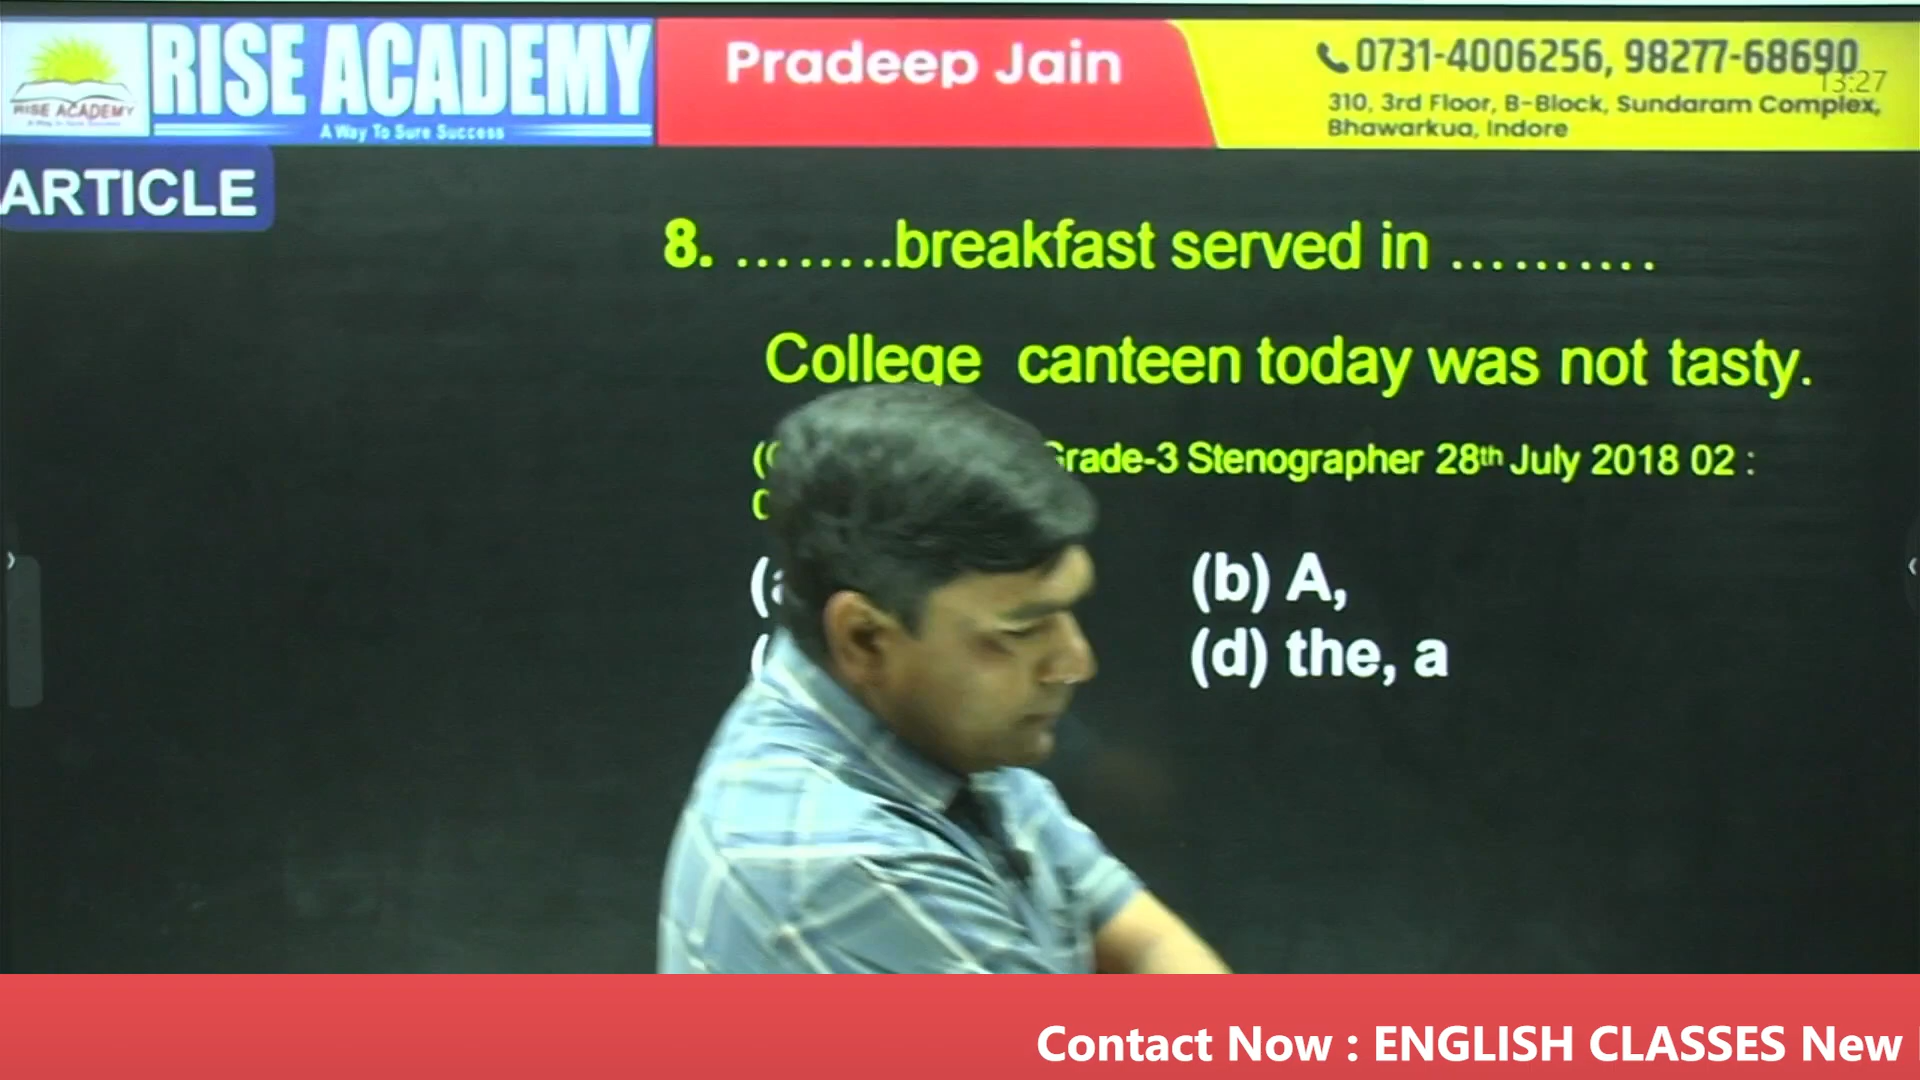 RISE ACADEMY
A Way To Sure Success
RISE ACADEMY
Pradeep Jain
0731-4006256, 98277-68690
13:27
310, 3rd Floor, B-Block, Sundaram Complex,
Bhawarkua, Indore
ARTICLE
8. ........breakfast served in ..........
College canteen today was not tasty.
Grade-3 Stenographer 28th July 2018 02 :
(b) A,
(d) the, a
Contact Now : ENGLISH CLASSES New